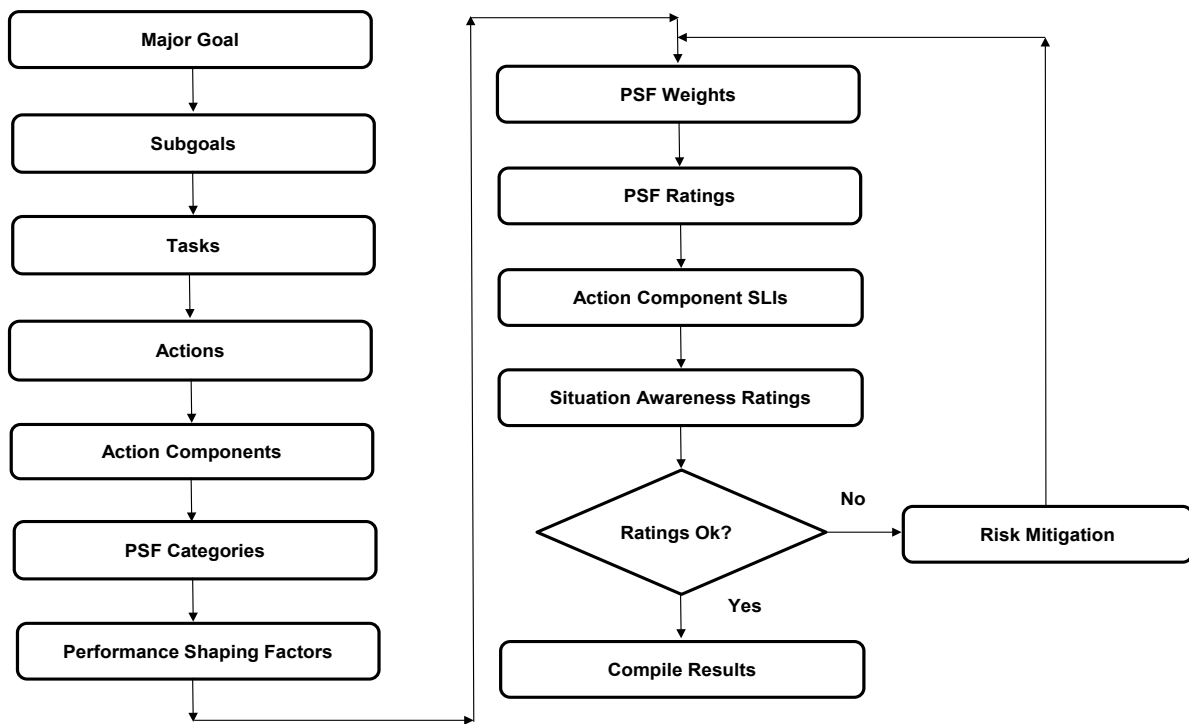 Major Goal
Subgoals
Tasks
Actions
Action Components
PSF Categories
Performance Shaping Factors
PSF Weights
PSF Ratings
Action Component SLIs
Situation Awareness Ratings
Ratings Ok?
No
Risk Mitigation
Yes
Compile Results